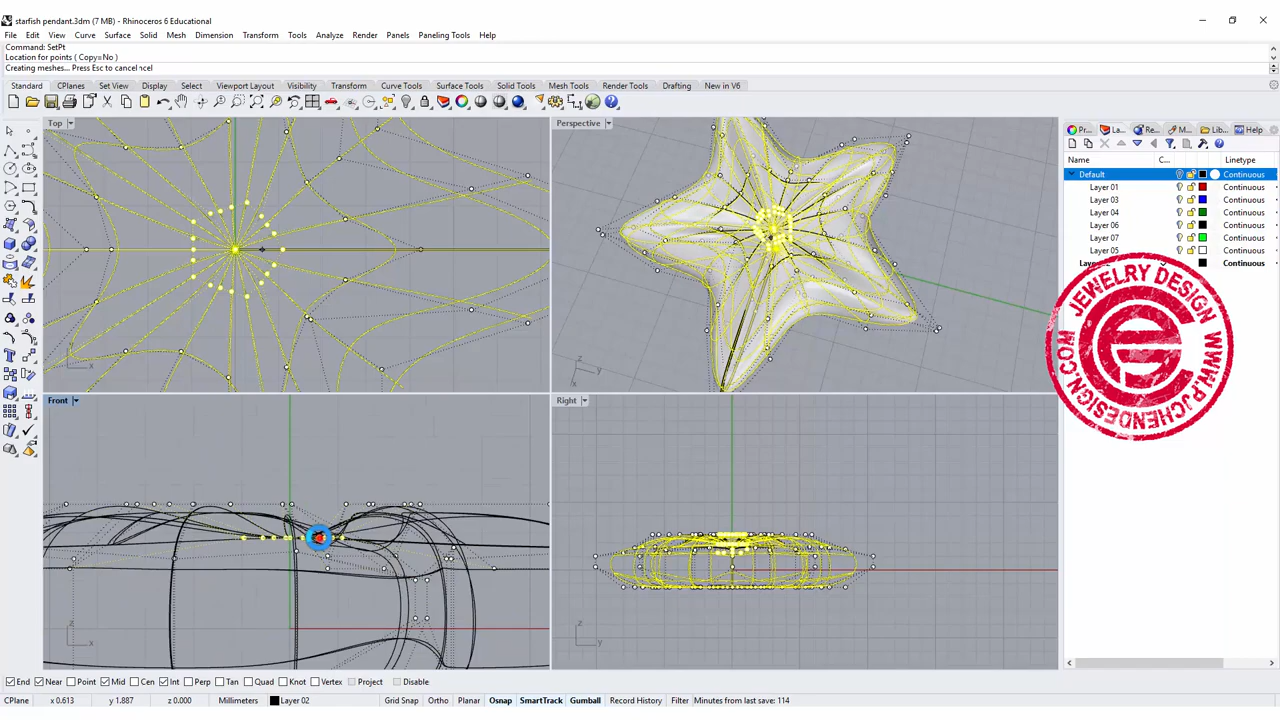 starfish pendant.3dm (7 MB) - Rhinoceros 6 Educational
File Edit View Curve Surface Solid Mesh Dimension Transform Tools Analyze Render Panels Paneling Tools Help
Command: SetPt
Location for points ( Copy=No )
Creating meshes... Press Esc to cancel
Standard CPlanes Set View Display Select Viewport Layout Visibility Transform Curve Tools Surface Tools Solid Tools Mesh Tools Render Tools Drafting New in V6
Top
Perspective
Pr... La... Re... M... Lib... Help
Name C... Linetype
Default Continuous
Layer 01 Continuous
Layer 03 Continuous
Layer 04 Continuous
Layer 06 Continuous
Layer 07 Continuous
Layer 05 Continuous
Continuous
JEWELRY DESIGN
WWW.PJCHENDESIGN.COM
x
z
y
x
Front
Right
z
x
z
y
End Near Point Mid Cen Int Perp Tan Quad Knot Vertex Project Disable
CPlane x 0.613 y 1.887 z 0.000 Millimeters Layer 02 Grid Snap Ortho Planar Osnap SmartTrack Gumball Record History Filter Minutes from last save: 114